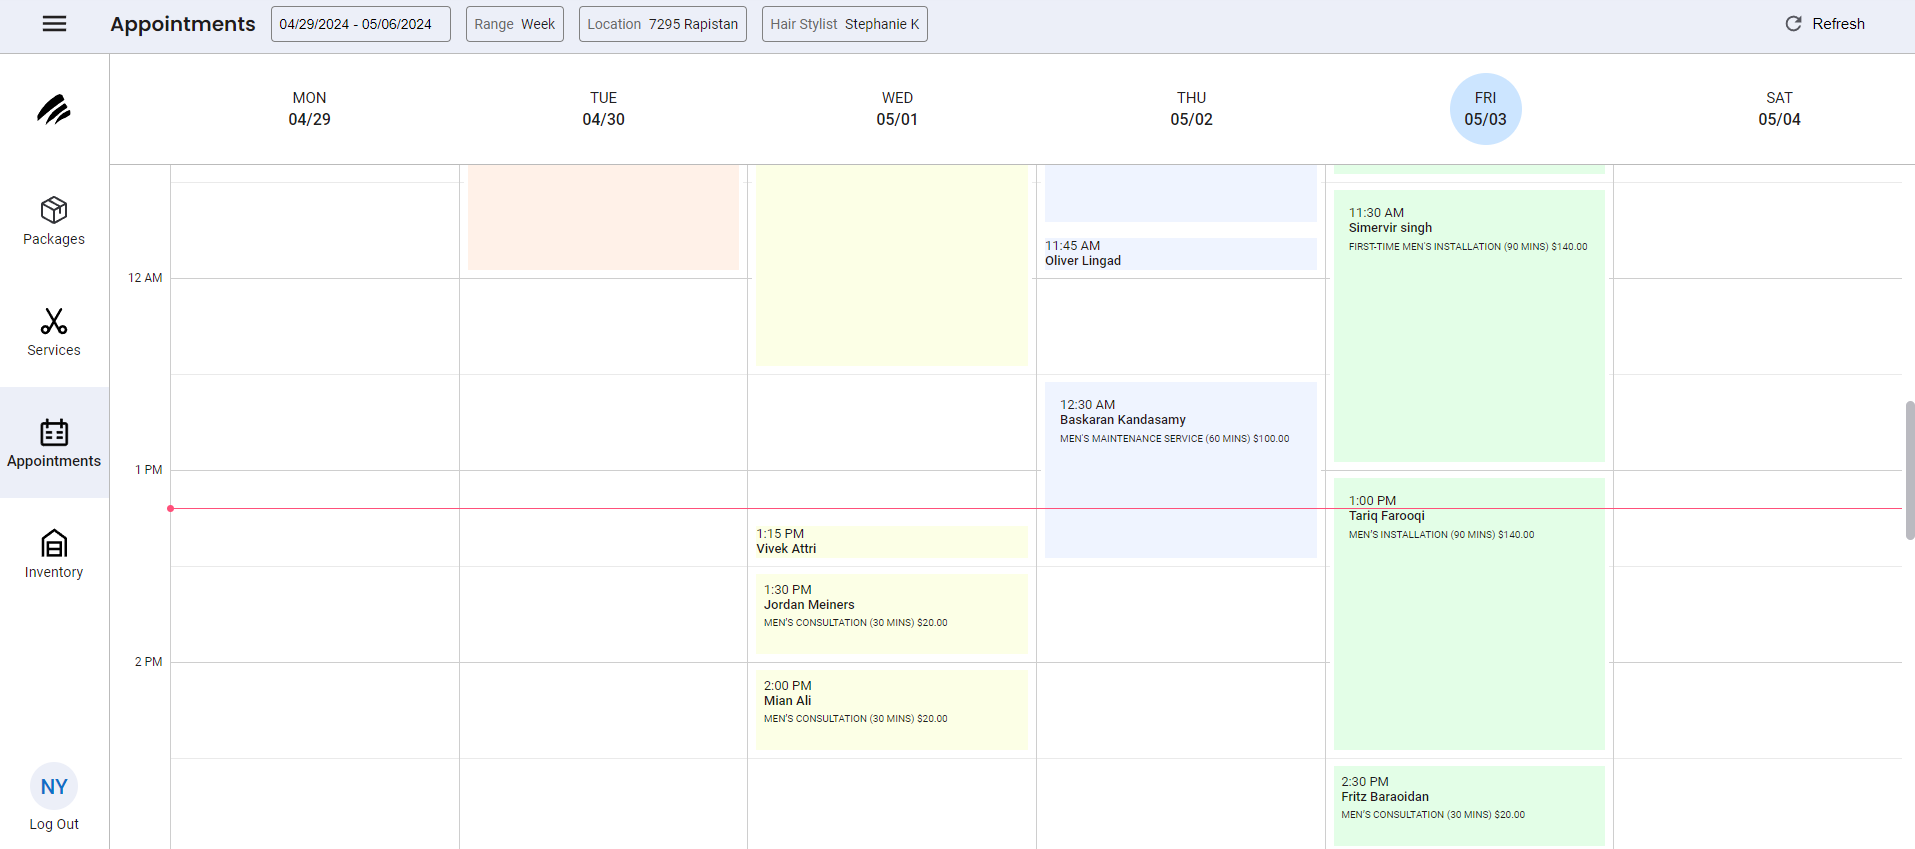 Appointments
04/29/2024 - 05/06/2024
Range Week
Location 7295 Rapistan
Hair Stylist Stephanie K
Refresh
MON
04/29
TUE
04/30
WED
05/01
THU
05/02
FRI
05/03
SAT
05/04
Packages
Services
Appointments
Inventory
NY
Log Out
12 AM
1 PM
2 PM
1:15 PM
Vivek Attri
1:30 PM
Jordan Meiners
MEN'S CONSULTATION (30 MINS) $20.00
2:00 PM
Mian Ali
MEN'S CONSULTATION (30 MINS) $20.00
11:45 AM
Oliver Lingad
12:30 AM
Baskaran Kandasamy
MEN'S MAINTENANCE SERVICE (60 MINS) $100.00
11:30 AM
Simervir singh
FIRST-TIME MEN'S INSTALLATION (90 MINS) $140.00
1:00 PM
Tariq Farooqi
MEN'S INSTALLATION (90 MINS) $140.00
2:30 PM
Fritz Baraoidan
MEN'S CONSULTATION (30 MINS) $20.00